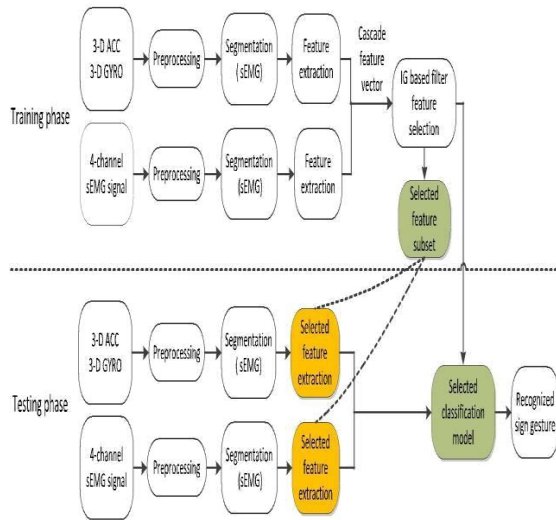 Training phase
3-D ACC
3-D GYRO
Preprocessing
Segmentation
( sEMG)
Feature
extraction
Cascade
feature
vector
IG based filter
feature
selection
4-channel
sEMG signal
Preprocessing
Segmentation
(sEMG)
Feature
extraction
Selected
feature
subset
Testing phase
3-D ACC
3-D GYRO
Preprocessing
Segmentation
( sEMG)
Selected
feature
extraction
4-channel
sEMG signal
Preprocessing
Segmentation
(sEMG)
Selected
feature
extraction
Selected
classification
model
Recognized
sign gesture